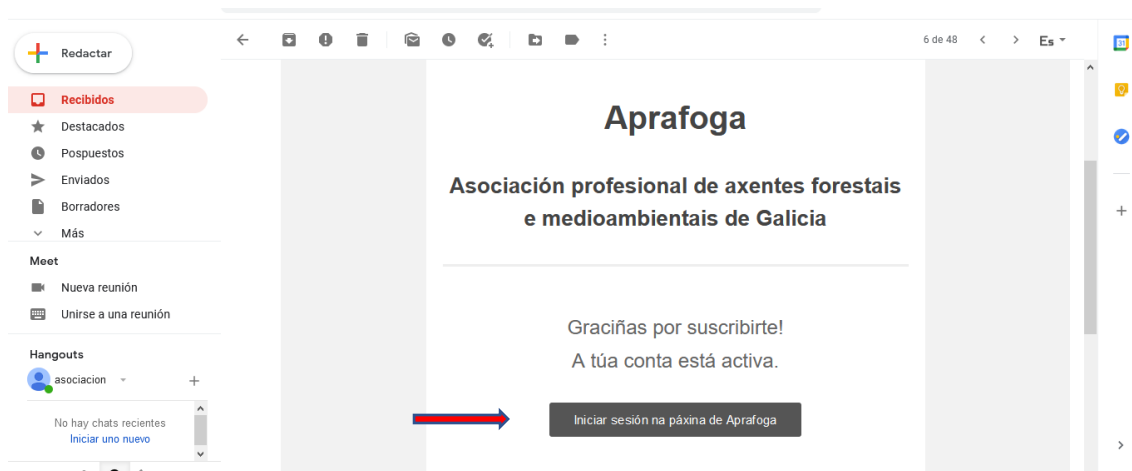 Redactar
Recibidos
Destacados
Pospuestos
Enviados
Borradores
Más
Meet
Nueva reunión
Unirse a una reunión
Hangouts
asociacion
No hay chats recientes
Iniciar uno nuevo
6 de 48
Es
31
Aprafoga
Asociación profesional de axentes forestais
e medioambientais de Galicia
Graciñas por suscribirte!
A túa conta está activa.
Iniciar sesión na páxina de Aprafoga